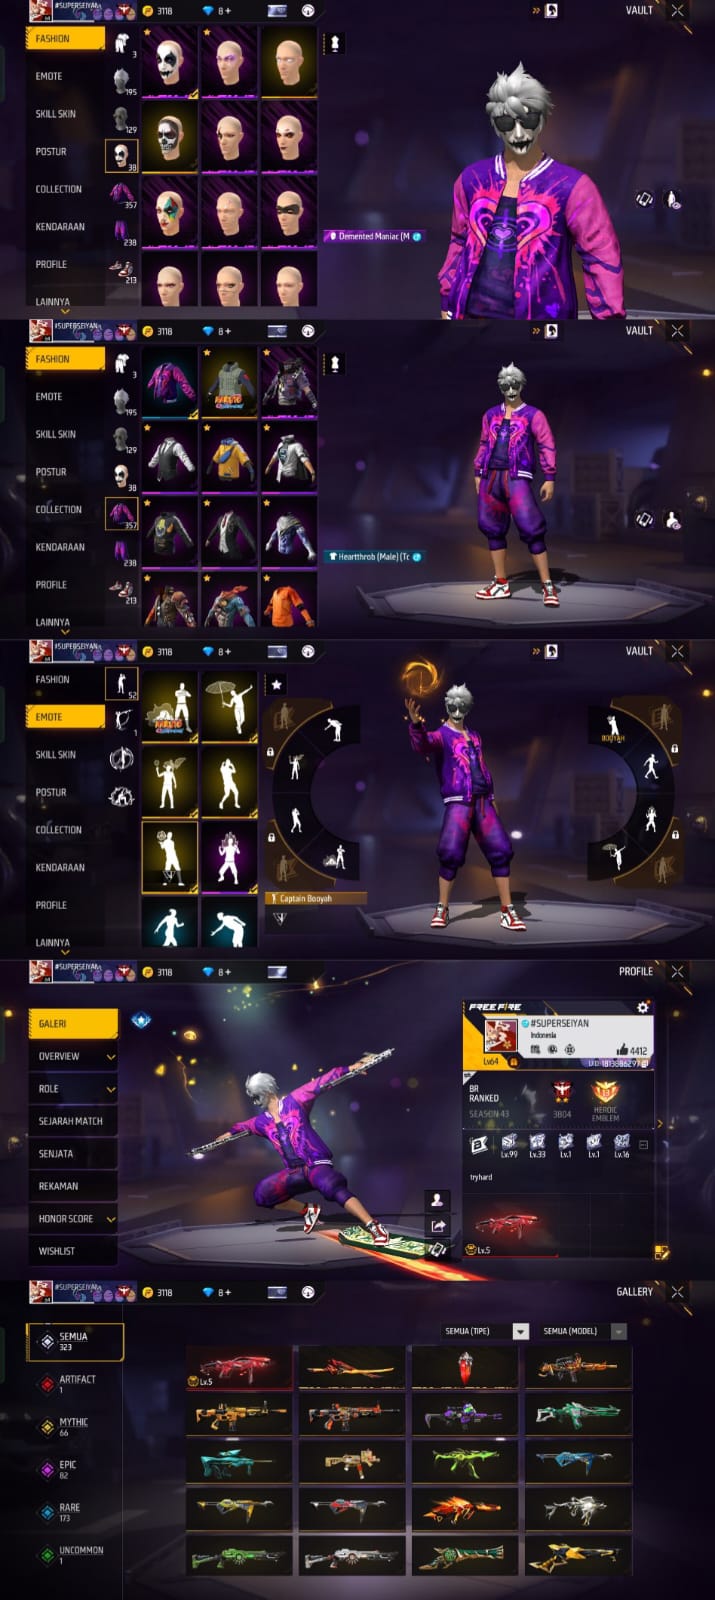 #SUPERSEIYAN
3118
8+
VAULT
FASHION
3
EMOTE
195
SKILL SKIN
129
POSTUR
38
COLLECTION
357
KENDARAAN
238
PROFILE
213
LAINNYA
Demented Maniac (M
#SUPERSEIYAN
3118
8+
VAULT
FASHION
3
EMOTE
195
SKILL SKIN
129
POSTUR
38
COLLECTION
357
KENDARAAN
238
PROFILE
213
LAINNYA
NARUTO
Heartthrob (Male) (Tc
#SUPERSEIYAN
3118
8+
VAULT
FASHION
52
EMOTE
1
SKILL SKIN
POSTUR
COLLECTION
KENDARAAN
PROFILE
LAINNYA
NARUTO
BOOYAH
Captain Booyah
#SUPERSEIYAN
3118
8+
PROFILE
GALERI
OVERVIEW
ROLE
SEJARAH MATCH
SENJATA
REKAMAN
HONOR SCORE
WISHLIST
FREE FIRE
#SUPERSEIYAN
Indonesia
4412
Lv64
BR
RANKED
SEASON 43
3804
HEROIC
EMBLEM
Lv.99
Lv.33
Lv.1
Lv.1
Lv.16
tryhard
Lv.5
#SUPERSEIYAN
3118
8+
GALLERY
SEMUA
323
SEMUA (TIPE)
SEMUA (MODEL)
ARTIFACT
1
MYTHIC
66
EPIC
82
RARE
173
UNCOMMON
1
Lv.5